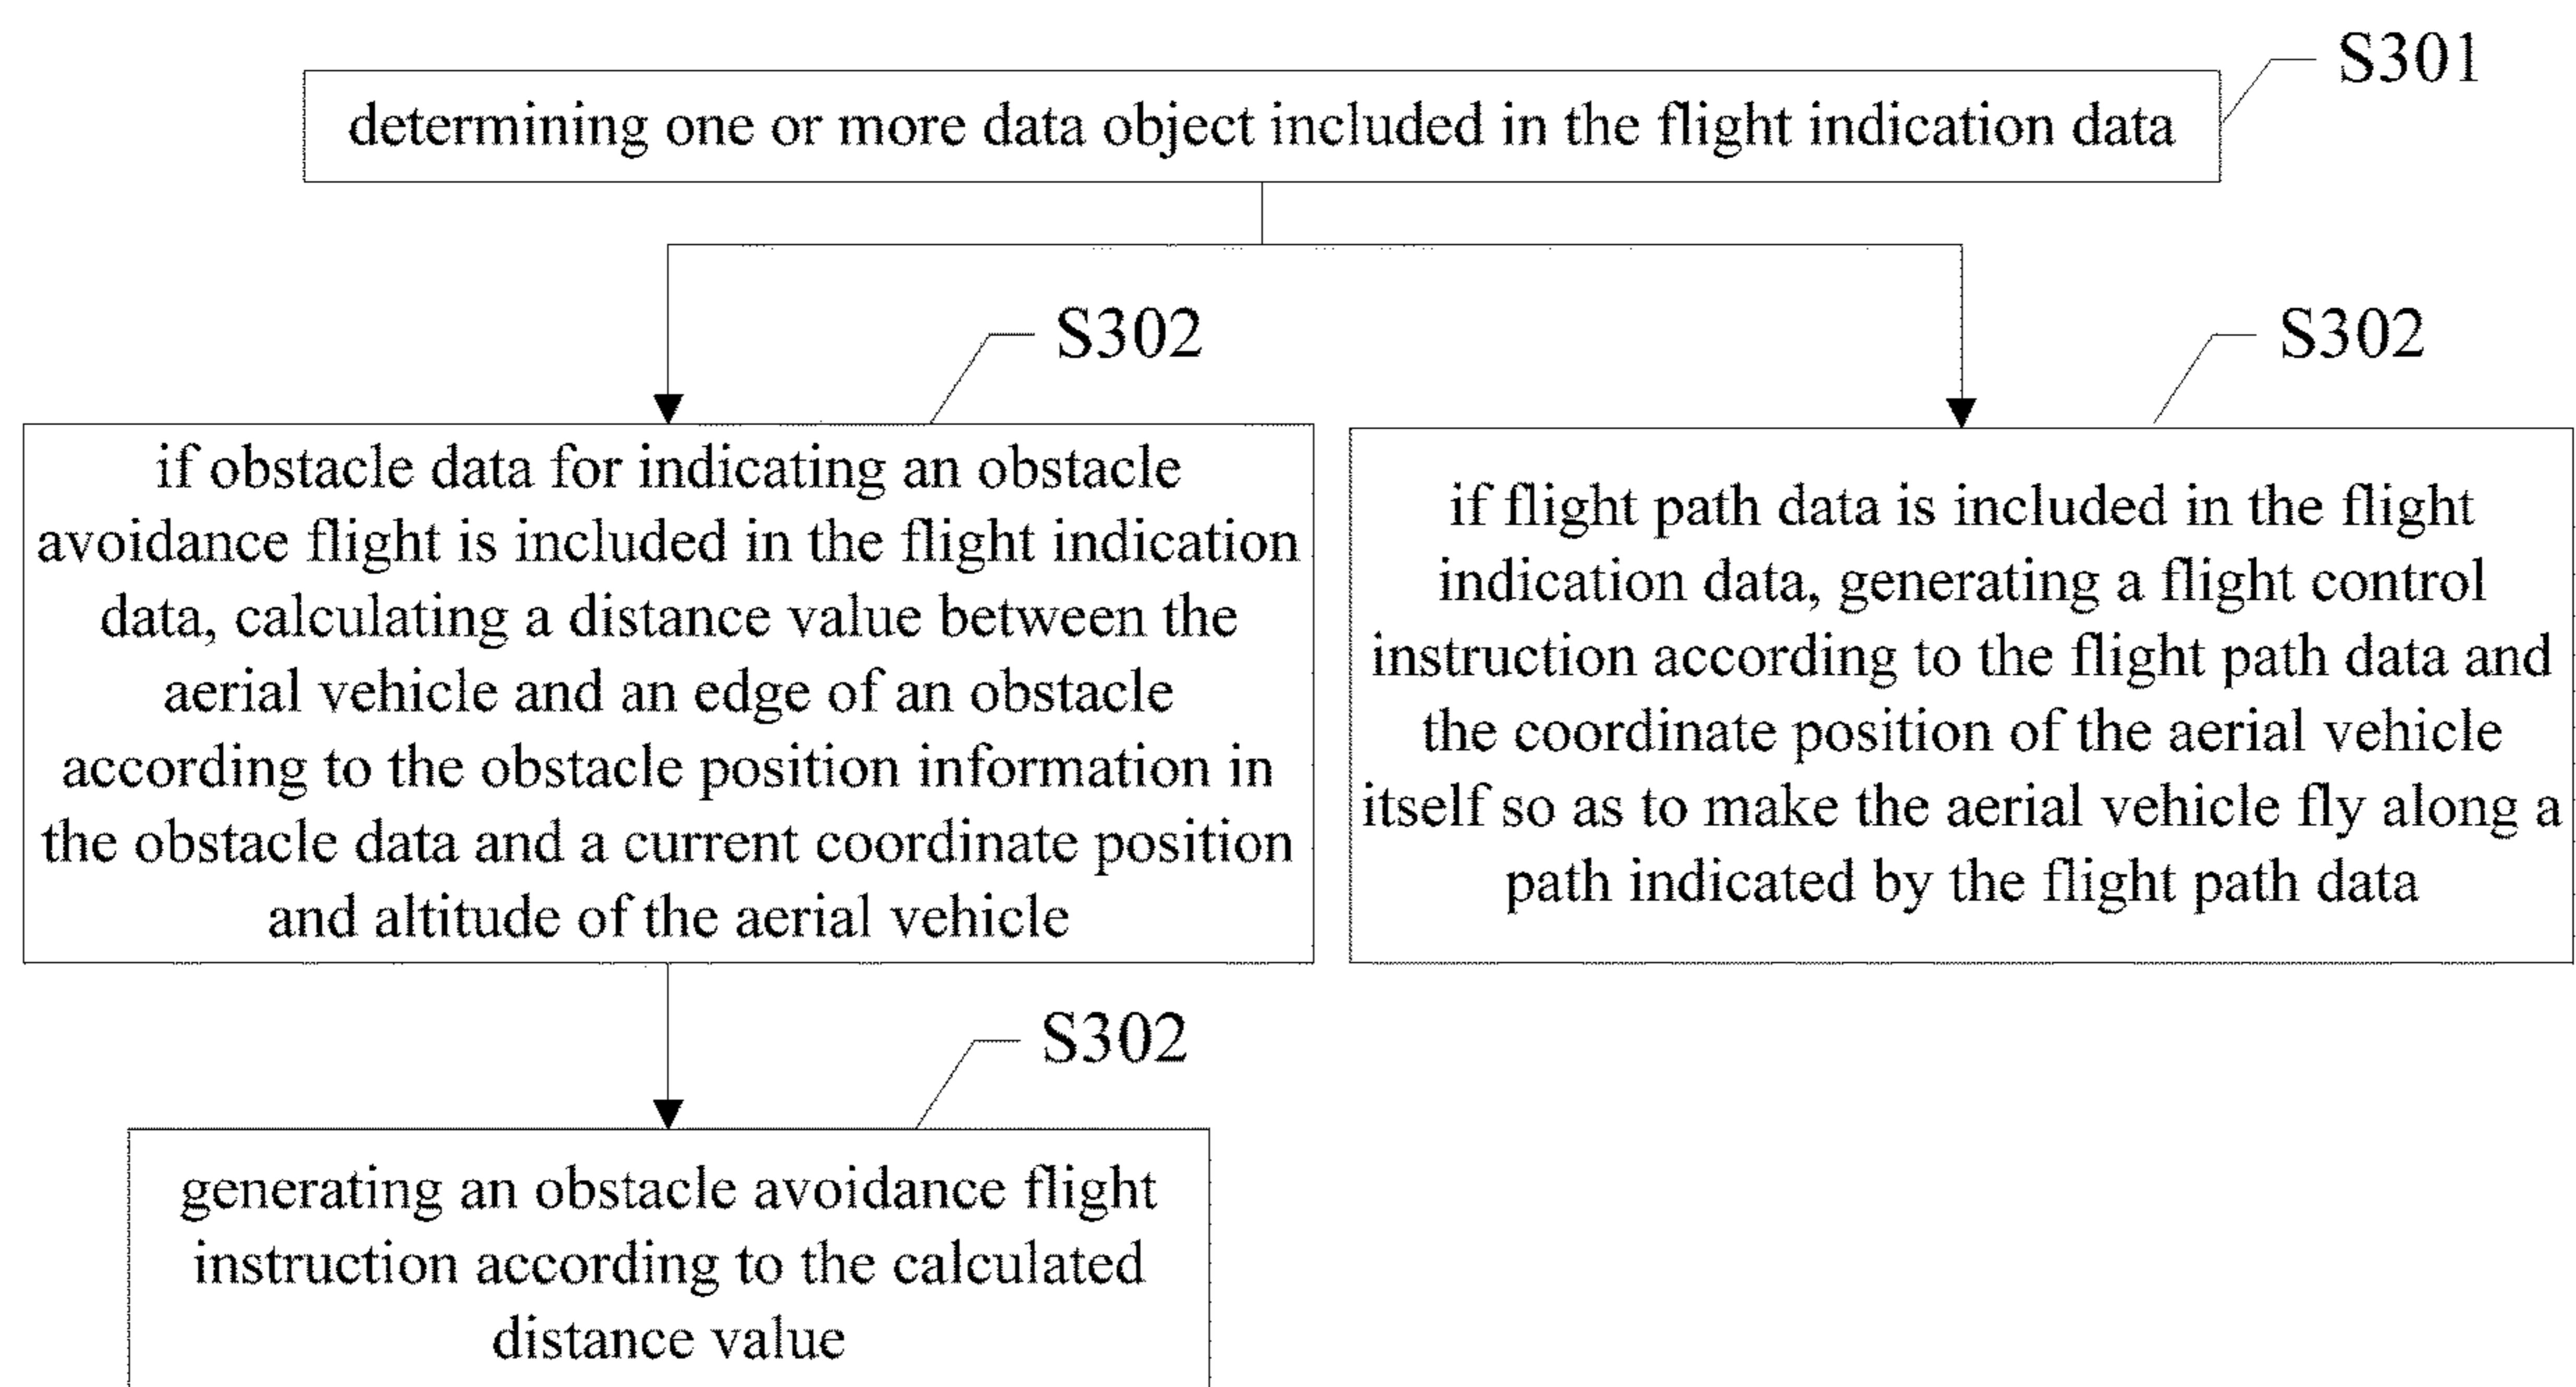 S301
determining one or more data object included in the flight indication data
S302
if obstacle data for indicating an obstacle
avoidance flight is included in the flight indication
data, calculating a distance value between the
aerial vehicle and an edge of an obstacle
according to the obstacle position information in
the obstacle data and a current coordinate position
and altitude of the aerial vehicle
S302
if flight path data is included in the flight
indication data, generating a flight control
instruction according to the flight path data and
the coordinate position of the aerial vehicle
itself so as to make the aerial vehicle fly along a
path indicated by the flight path data
S302
generating an obstacle avoidance flight
instruction according to the calculated
distance value